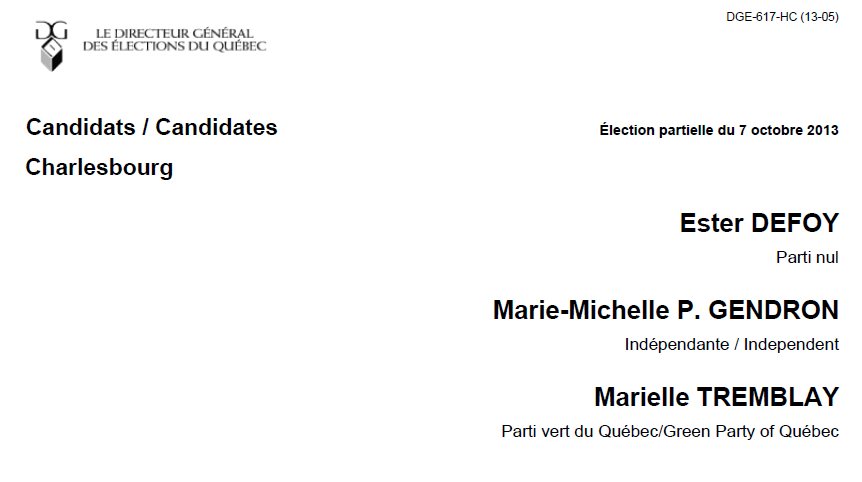 DGE-617-HC (13-05)
DG
LE DIRECTEUR GÉNÉRAL
DES ÉLECTIONS DU QUÉBEC
Candidats / Candidates
Élection partielle du 7 octobre 2013
Charlesbourg
Ester DEFOY
Parti nul
Marie-Michelle P. GENDRON
Indépendante / Independent
Marielle TREMBLAY
Parti vert du Québec/Green Party of Québec